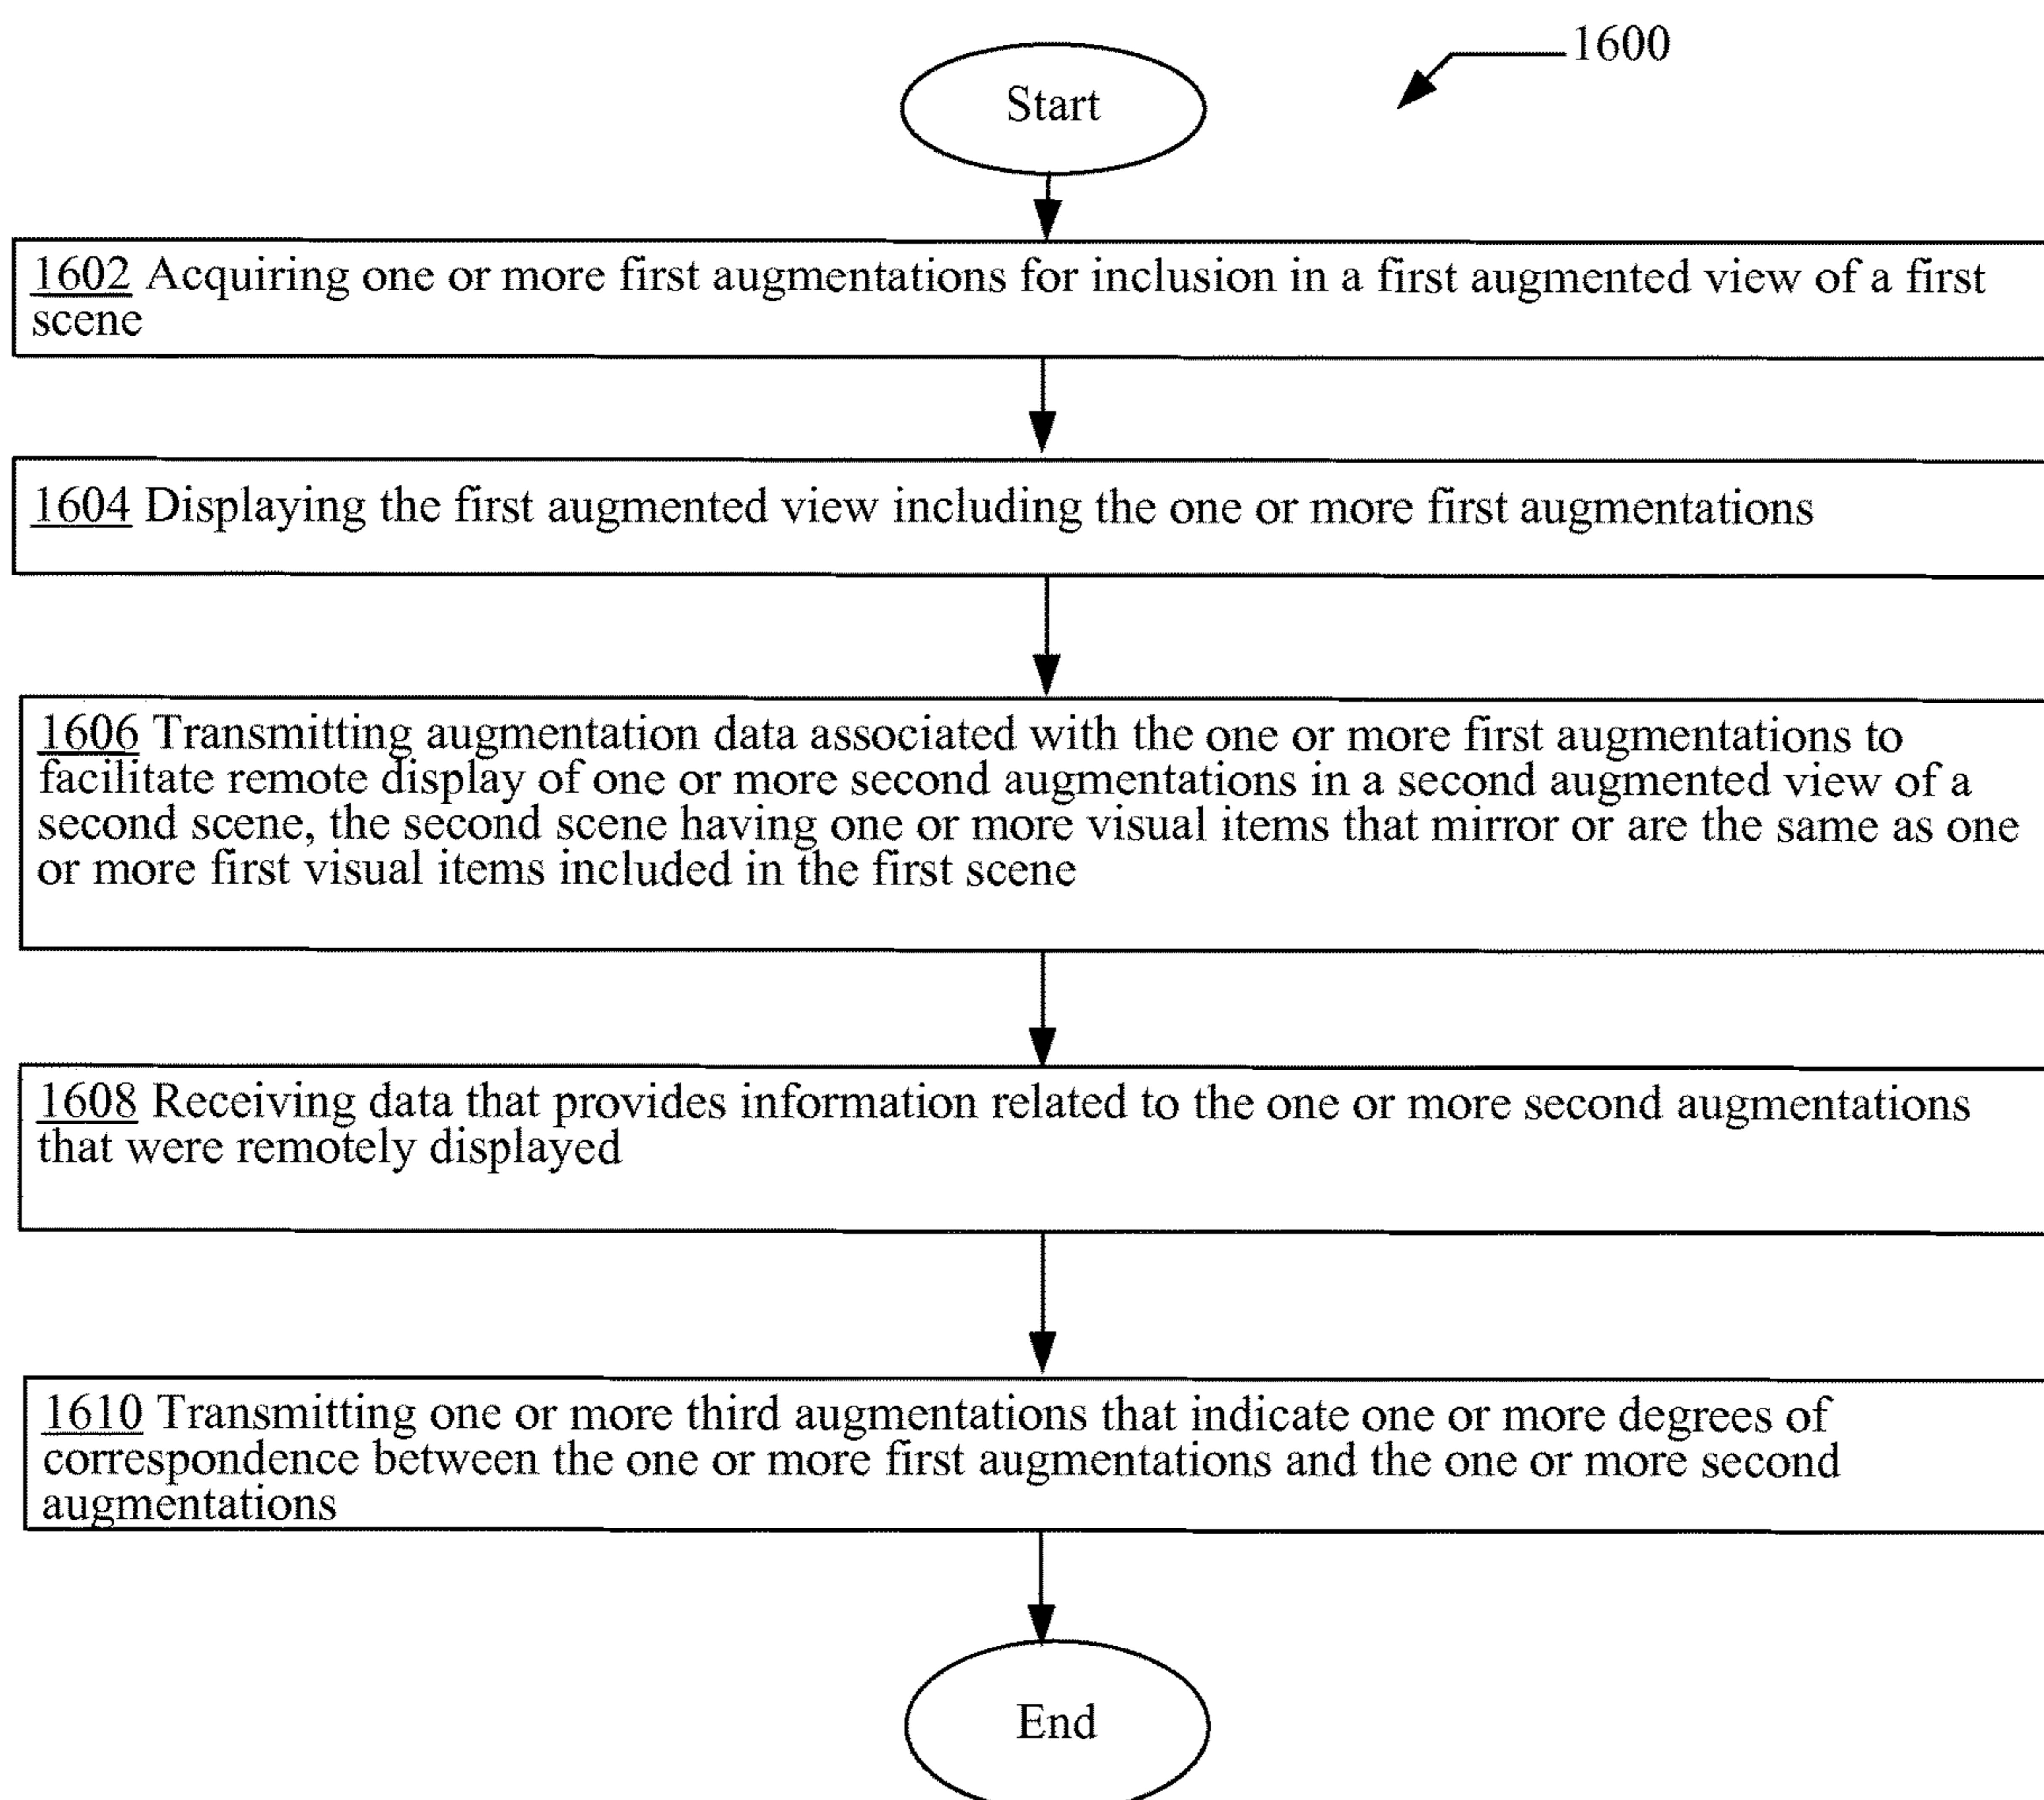 1600
Start
1602 Acquiring one or more first augmentations for inclusion in a first augmented view of a first
scene
1604 Displaying the first augmented view including the one or more first augmentations
1606 Transmitting augmentation data associated with the one or more first augmentations to
facilitate remote display of one or more second augmentations in a second augmented view of a
second scene, the second scene having one or more visual items that mirror or are the same as one
or more first visual items included in the first scene
1608 Receiving data that provides information related to the one or more second augmentations
that were remotely displayed
1610 Transmitting one or more third augmentations that indicate one or more degrees of
correspondence between the one or more first augmentations and the one or more second
augmentations
End